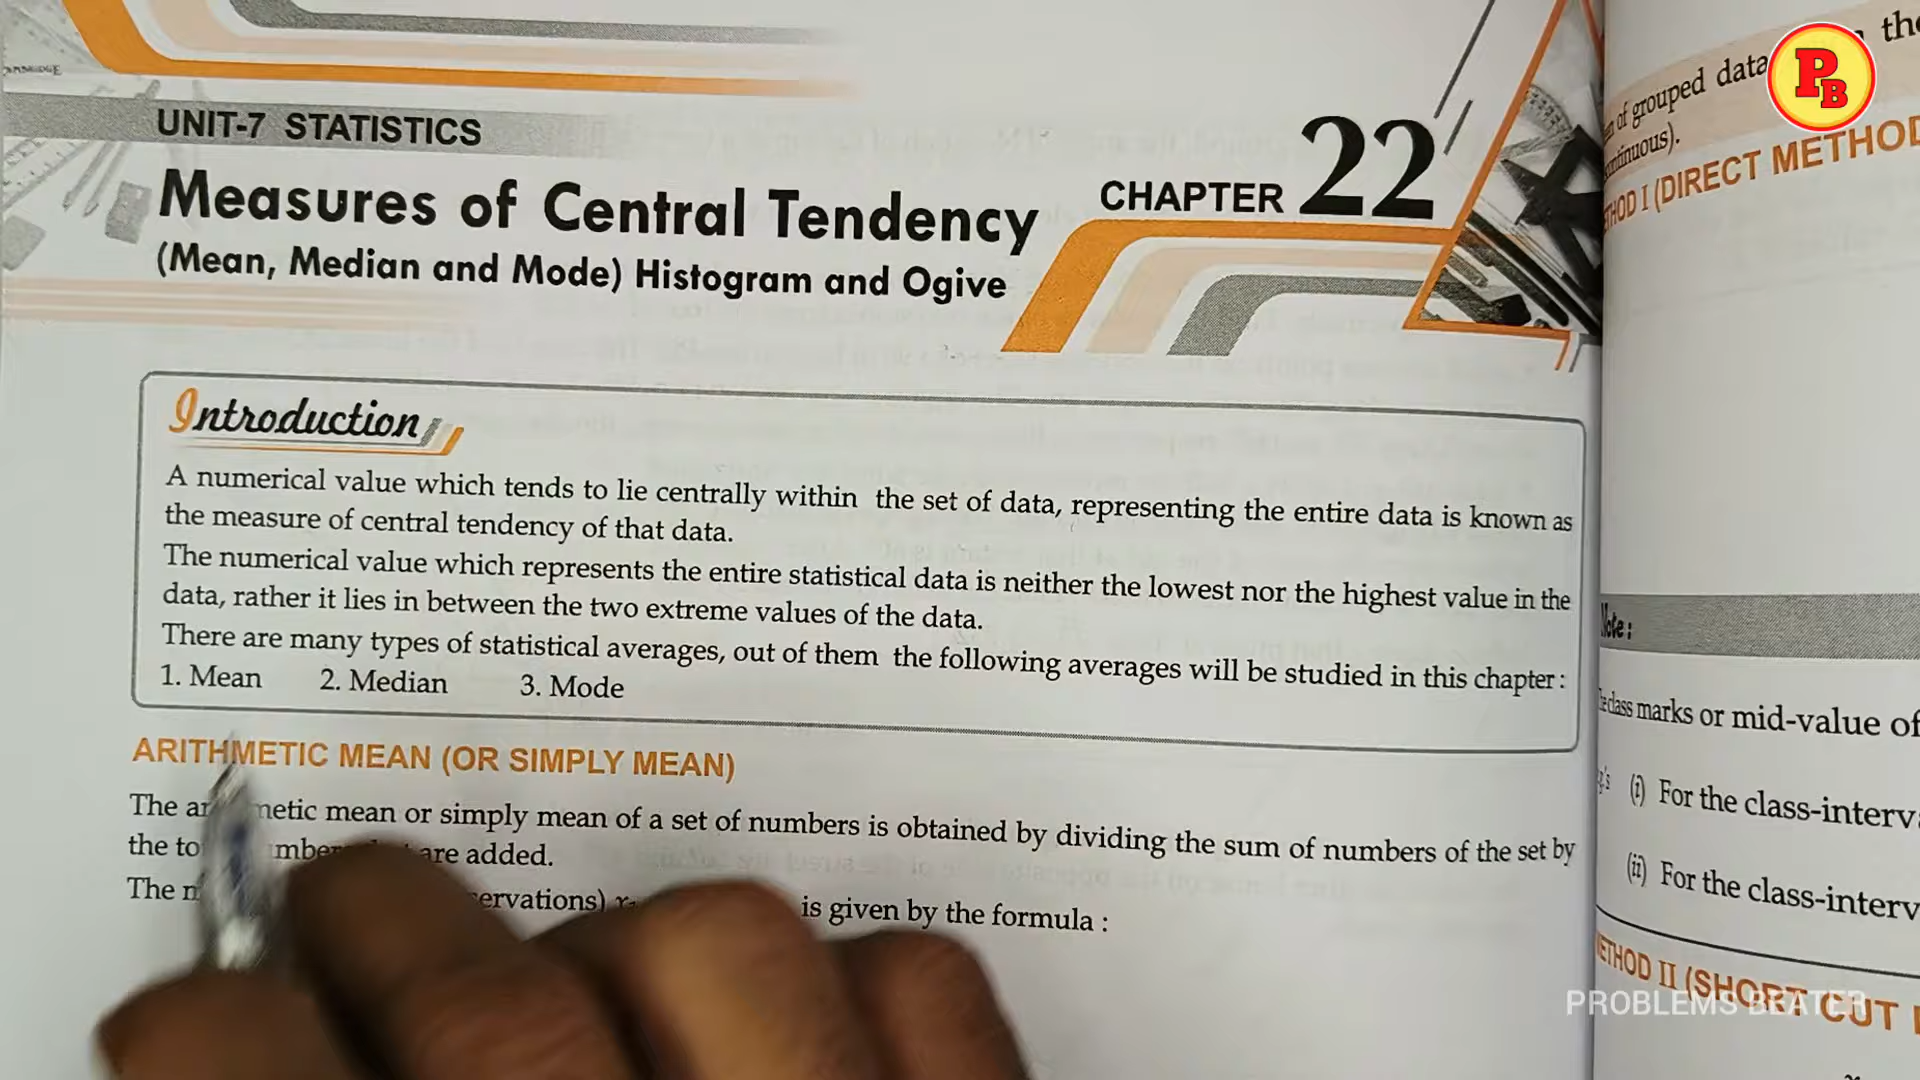 UNIT-7 STATISTICS
Measures of Central Tendency
(Mean, Median and Mode) Histogram and Ogive
CHAPTER 22
Introduction
A numerical value which tends to lie centrally within the set of data, representing the entire data is known as
the measure of central tendency of that data.
The numerical value which represents the entire statistical data is neither the lowest nor the highest value in the
data, rather it lies in between the two extreme values of the data.
There are many types of statistical averages, out of them the following averages will be studied in this chapter :
1. Mean 2. Median 3. Mode
ARITHMETIC MEAN (OR SIMPLY MEAN)
The metic mean or simply mean of a set of numbers is obtained by dividing the sum of numbers of the set by
the are added.
The ervations) is given by the formula :
PB
the
of grouped data
METHOD I (DIRECT METHOD
Note :
class marks or mid-value of
(i) For the class-interv
(ii) For the class-interv
METHOD II (SHORT CUT
PROBLEMS BEATER